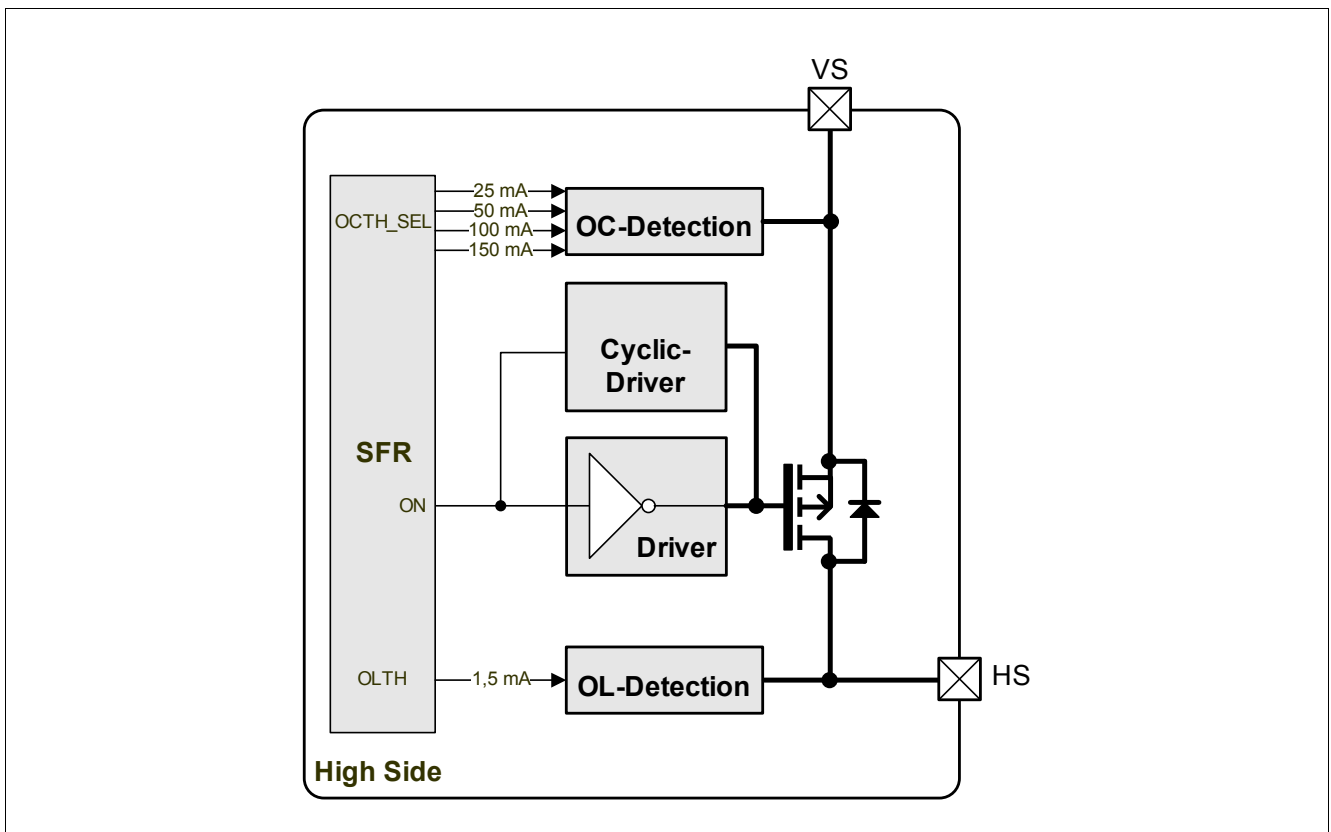 VS
25 mA
50 mA
100 mA
150 mA
OCTH_SEL
OC-Detection
Cyclic-
Driver
SFR
ON
Driver
OLTH
1,5 mA
OL-Detection
HS
High Side